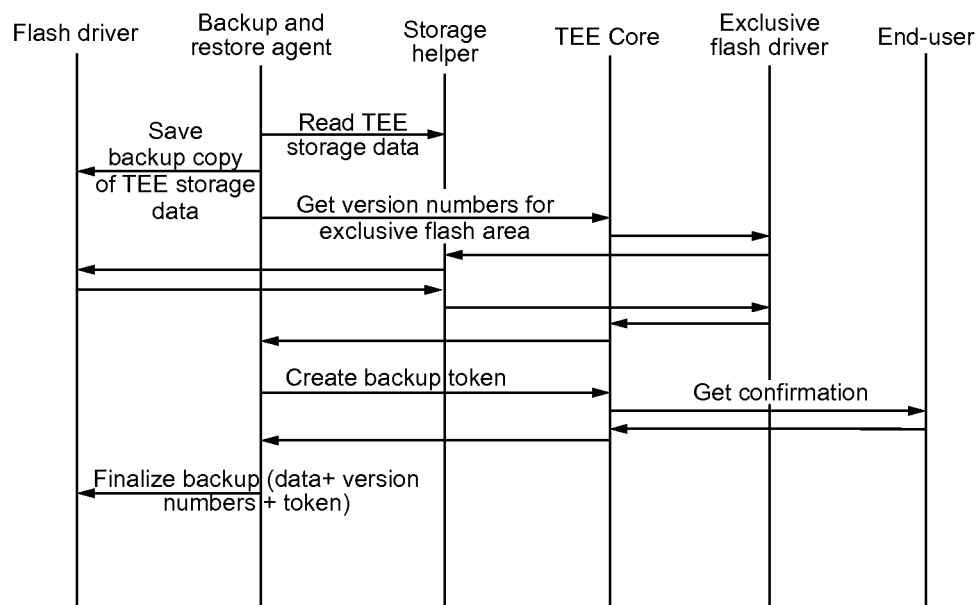 Flash driver
Backup and
restore agent
Storage
helper
TEE Core
Exclusive
flash driver
End-user
Read TEE
storage data
Save
backup copy
of TEE storage
data
Get version numbers for
exclusive flash area
Create backup token
Get confirmation
Finalize backup (data+ version
numbers + token)